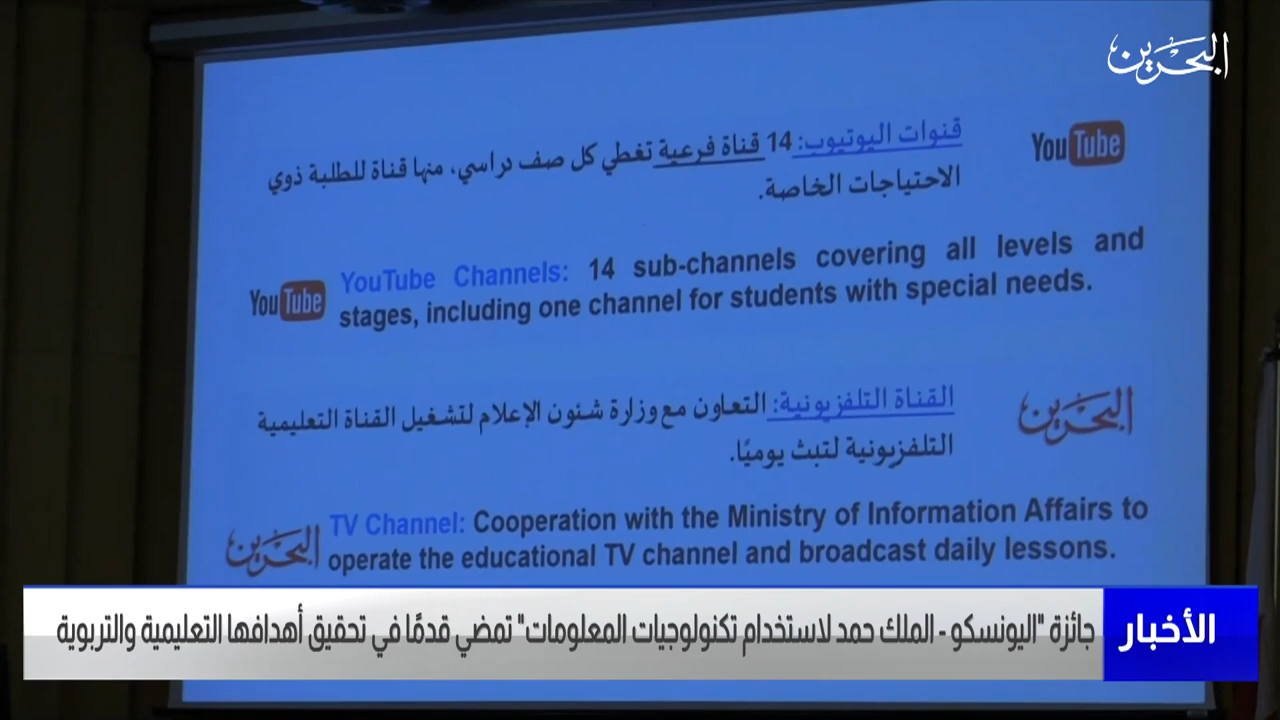 البحرين
قنوات اليوتيوب: 14 قناة فرعية تغطي كل صف دراسي، منها قناة للطلبة ذوي
الاحتياجات الخاصة.
YouTube
YouTube Channels: 14 sub-channels covering all levels and
stages, including one channel for students with special needs.
YouTube
القناة التلفزيونية: التعاون مع وزارة شئون الإعلام لتشغيل القناة التعليمية
التلفزيونية لتبث يوميًا.
البحرين
TV Channel: Cooperation with the Ministry of Information Affairs to
operate the educational TV channel and broadcast daily lessons.
البحرين
الأخبار
جائزة "اليونسكو - الملك حمد لاستخدام تكنولوجيات المعلومات" تمضي قدمًا في تحقيق أهدافها التعليمية والتربوية